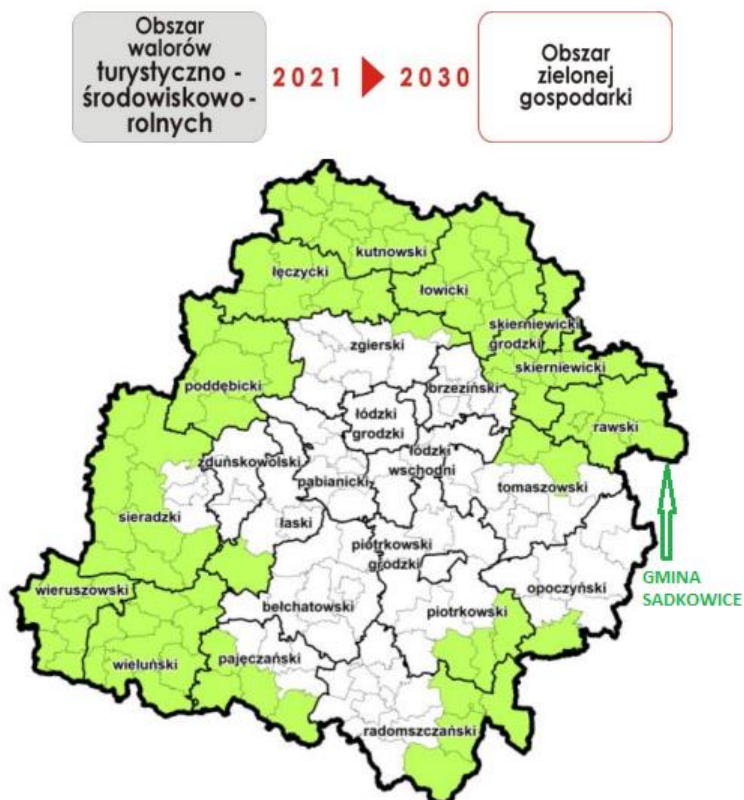 Obszar
walorów
turystyczno -
środowiskowo -
rolnych
2021 2030
Obszar
zielonej
gospodarki
kutnowski
łęczycki
łowicki
skierniewicki
grodzki
zgierski
skierniewicki
poddębicki
brzeziński
łódzki
grodzki
rawski
łódzki
wschodni
zduńskowolski
pabianicki
tomaszowski
sieradzki
łaski
piotrkowski
grodzki
GMINA
SADKOWICE
wieruszowski
opoczyński
bełchatowski
piotrkowski
wieluński
pajęczański
radomszczański